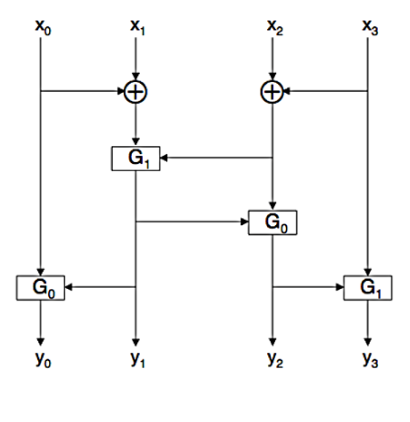 x₀ x₁ x₂ x₃
G₁
G₀
G₀ G₁
y₀ y₁ y₂ y₃